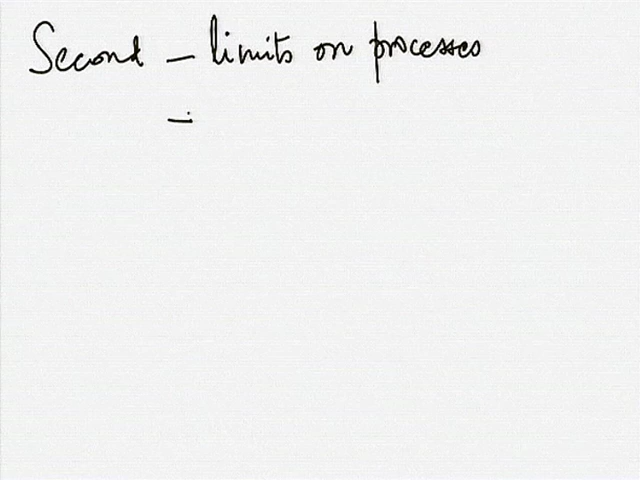 Second – limits on processes
–